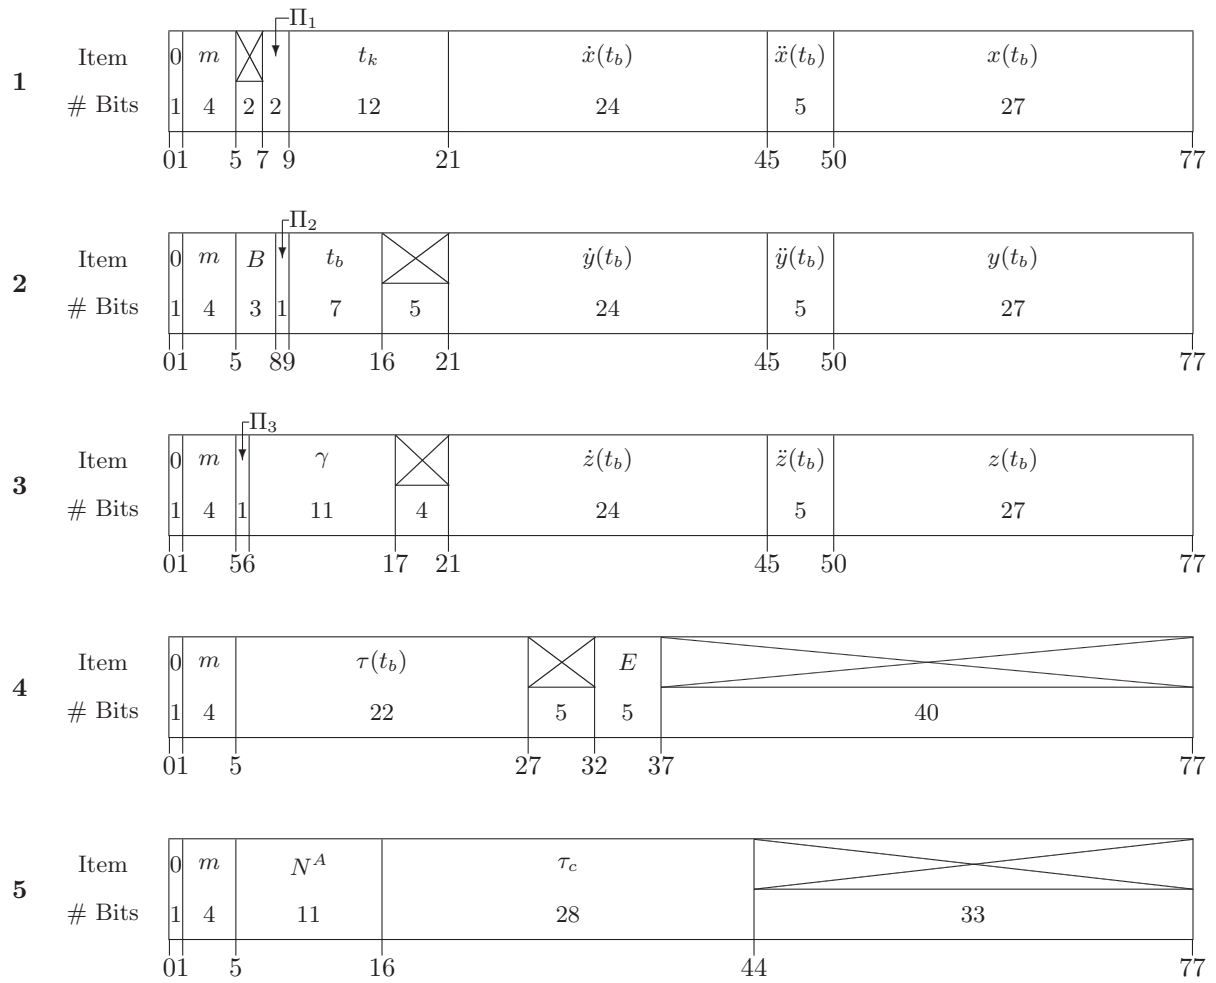 Π₁
Item 0 m t_k ẋ(t_b) ẍ(t_b) x(t_b)
1
# Bits 1 4 2 2 12 24 5 27
0 1 5 7 9 21 45 50 77
Π₂
Item 0 m B t_b ẏ(t_b) ÿ(t_b) y(t_b)
2
# Bits 1 4 3 1 7 5 24 5 27
0 1 5 8 9 16 21 45 50 77
Π₃
Item 0 m γ ż(t_b) z̈(t_b) z(t_b)
3
# Bits 1 4 1 11 4 24 5 27
0 1 5 6 17 21 45 50 77
Item 0 m τ(t_b) E
4
# Bits 1 4 22 5 5 40
0 1 5 27 32 37 77
Item 0 m N^A τ_c
5
# Bits 1 4 11 28 33
0 1 5 16 44 77